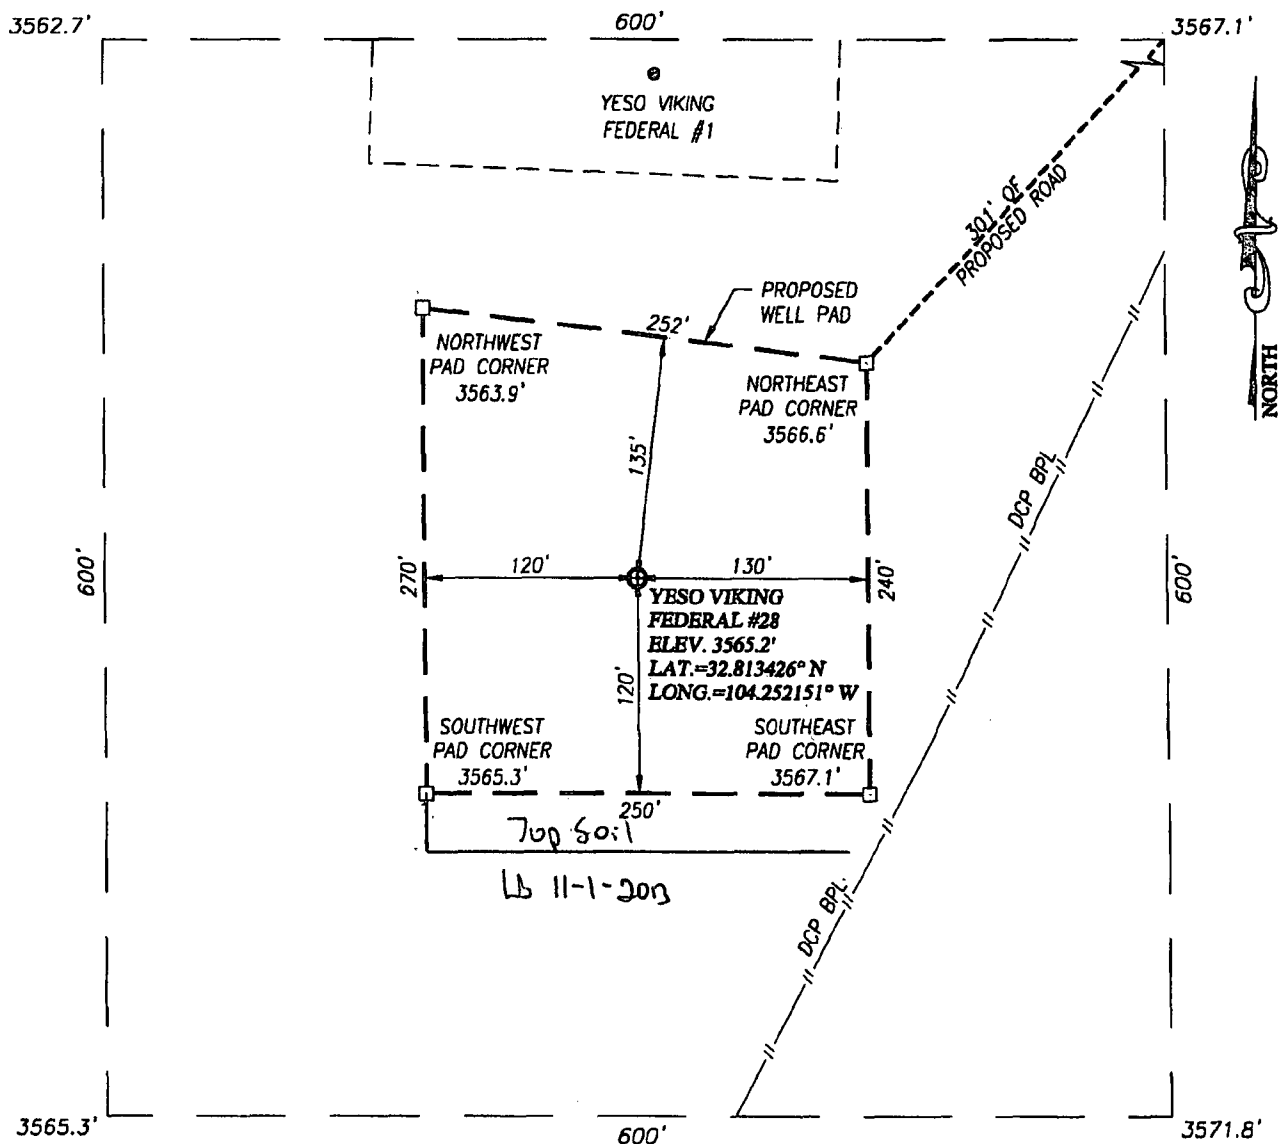 3562.7'
600'
3567.1'
YESO VIKING
FEDERAL #1
301' OF
PROPOSED ROAD
PROPOSED
WELL PAD
252'
NORTHWEST
PAD CORNER
3563.9'
NORTHEAST
PAD CORNER
3566.6'
NORTH
135'
DCP BPL
600'
270'
120'
130'
240'
600'
YESO VIKING
FEDERAL #28
ELEV. 3565.2'
LAT.=32.813426° N
LONG.=104.252151° W
120'
SOUTHWEST
PAD CORNER
3565.3'
SOUTHEAST
PAD CORNER
3567.1'
250'
Top Soil
11-1-2013
DCP BPL
3565.3'
600'
3571.8'